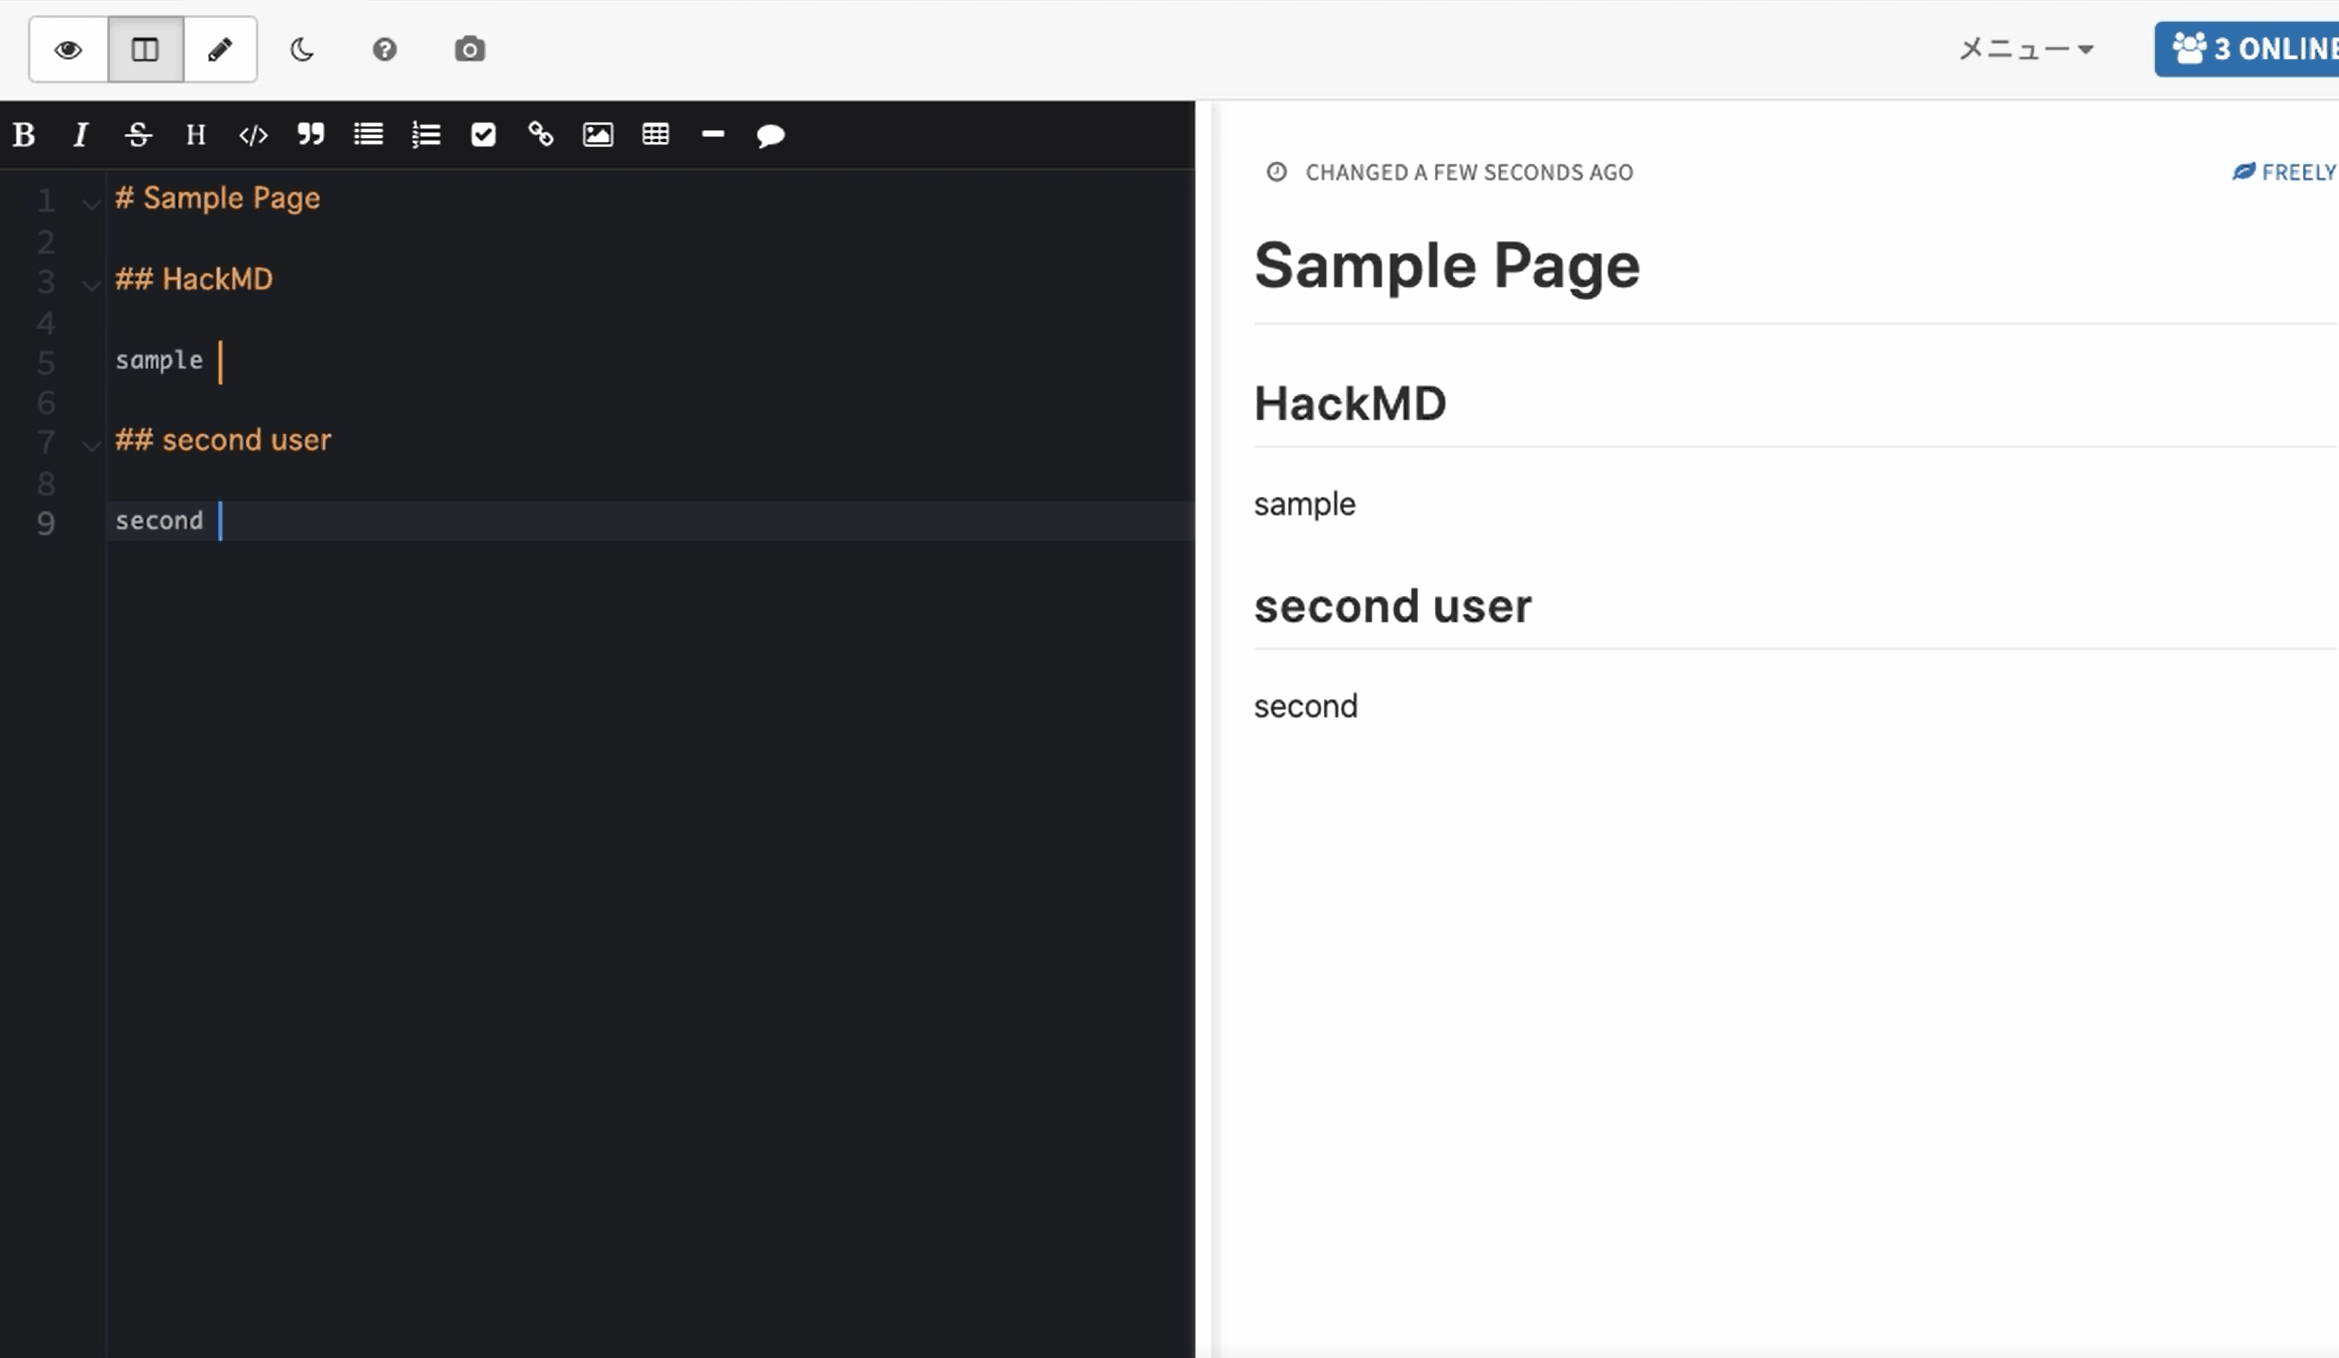 メニュー
3 ONLINE
B I S H </>
1 # Sample Page
2
3 ## HackMD
4
5 sample
6
7 ## second user
8
9 second
CHANGED A FEW SECONDS AGO
FREELY
Sample Page
HackMD
sample
second user
second